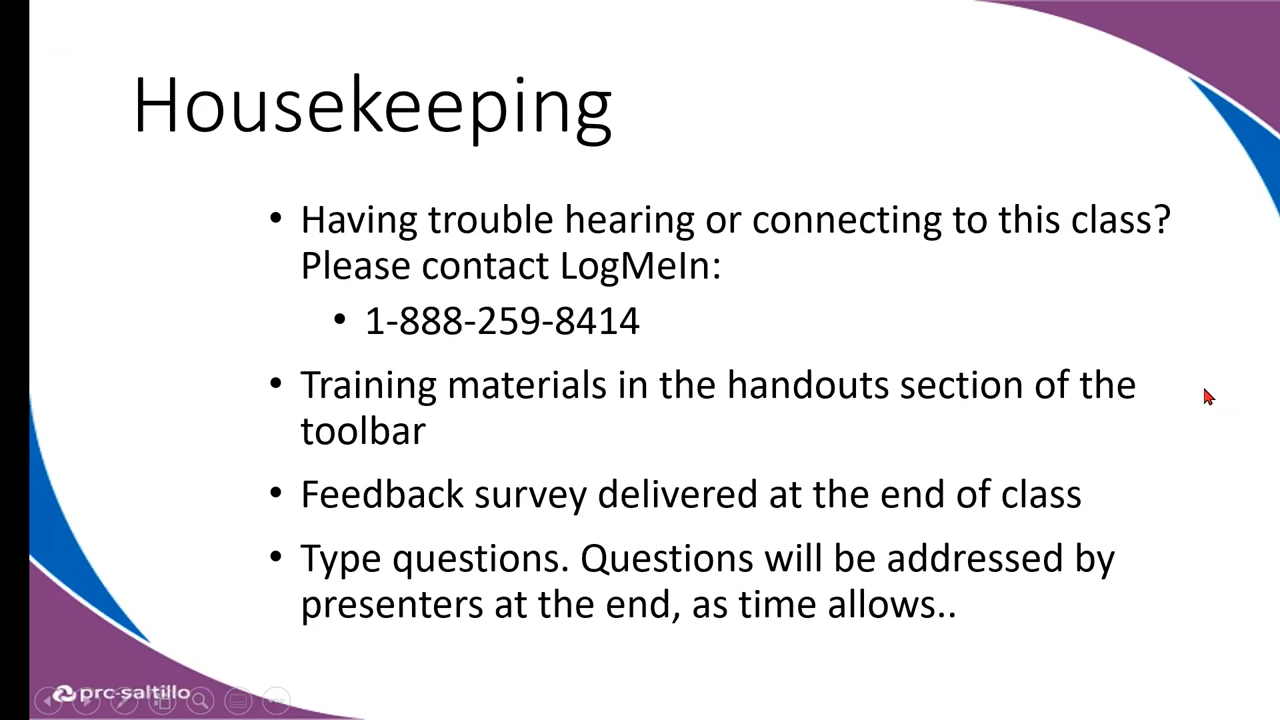 Housekeeping
• Having trouble hearing or connecting to this class?
Please contact LogMeIn:
• 1-888-259-8414
• Training materials in the handouts section of the
toolbar
• Feedback survey delivered at the end of class
• Type questions. Questions will be addressed by
presenters at the end, as time allows..
prc-saltillo